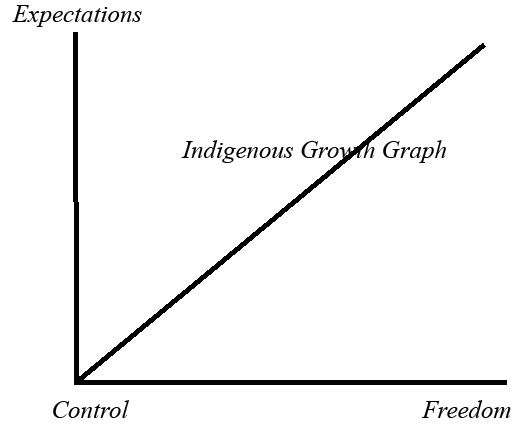 Expectations
Indigenous Growth Graph
Control
Freedom